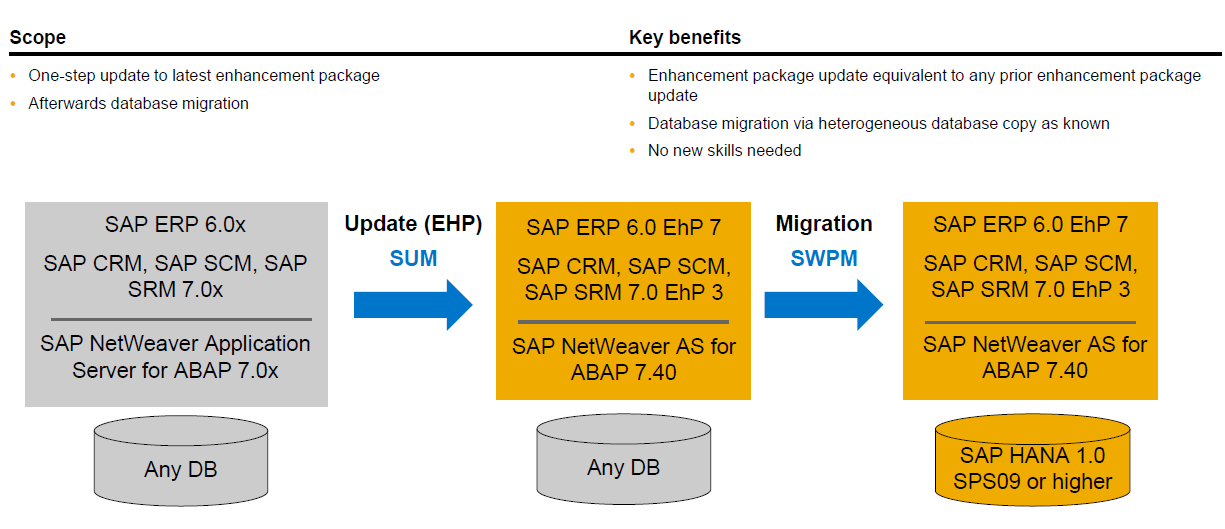 Scope
• One-step update to latest enhancement package
• Afterwards database migration
Key benefits
• Enhancement package update equivalent to any prior enhancement package
update
• Database migration via heterogeneous database copy as known
• No new skills needed
SAP ERP 6.0x
SAP CRM, SAP SCM, SAP
SRM 7.0x
SAP NetWeaver Application
Server for ABAP 7.0x
Any DB
Update (EHP)
SUM
SAP ERP 6.0 EhP 7
SAP CRM, SAP SCM,
SAP SRM 7.0 EhP 3
SAP NetWeaver AS for
ABAP 7.40
Any DB
Migration
SWPM
SAP ERP 6.0 EhP 7
SAP CRM, SAP SCM,
SAP SRM 7.0 EhP 3
SAP NetWeaver AS for
ABAP 7.40
SAP HANA 1.0
SPS09 or higher